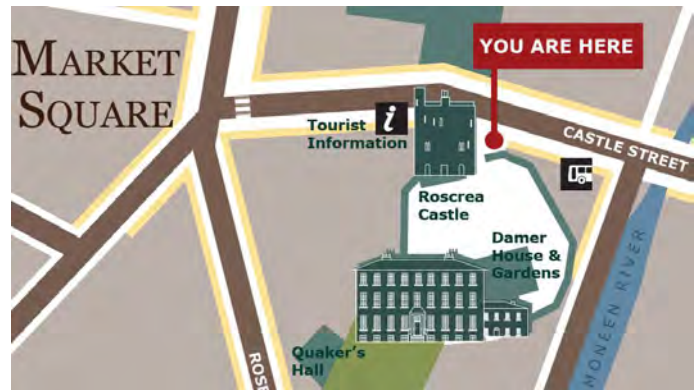 MARKET
SQUARE
YOU ARE HERE
i
Tourist
Information
CASTLE STREET
Roscrea
Castle
Damer
House &
Gardens
Quaker's
Hall